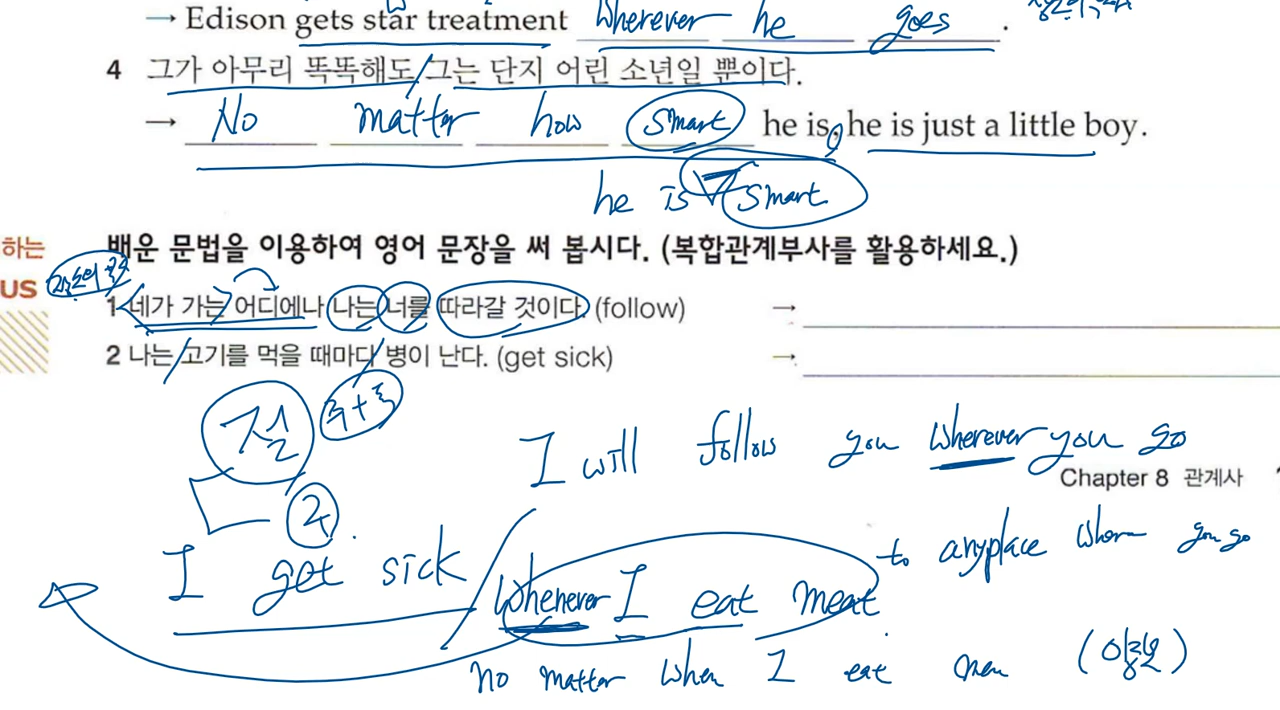 → Edison gets star treatment wherever he goes .
4 그가 아무리 똑똑해도/그는 단지 어린 소년일 뿐이다.
→ No matter how smart he is, he is just a little boy.
he is smart
하는 배운 문법을 이용하여 영어 문장을 써 봅시다. (복합관계부사를 활용하세요.)
US
1 네가 가는 어디에나 나는 너를 따라갈 것이다. (follow) →
2 나는/고기를 먹을 때마다/병이 난다. (get sick) →
절 주+동
I will follow you wherever you go
Chapter 8 관계사
to anyplace where you go
I get sick / whenever I eat meat
no matter when I eat